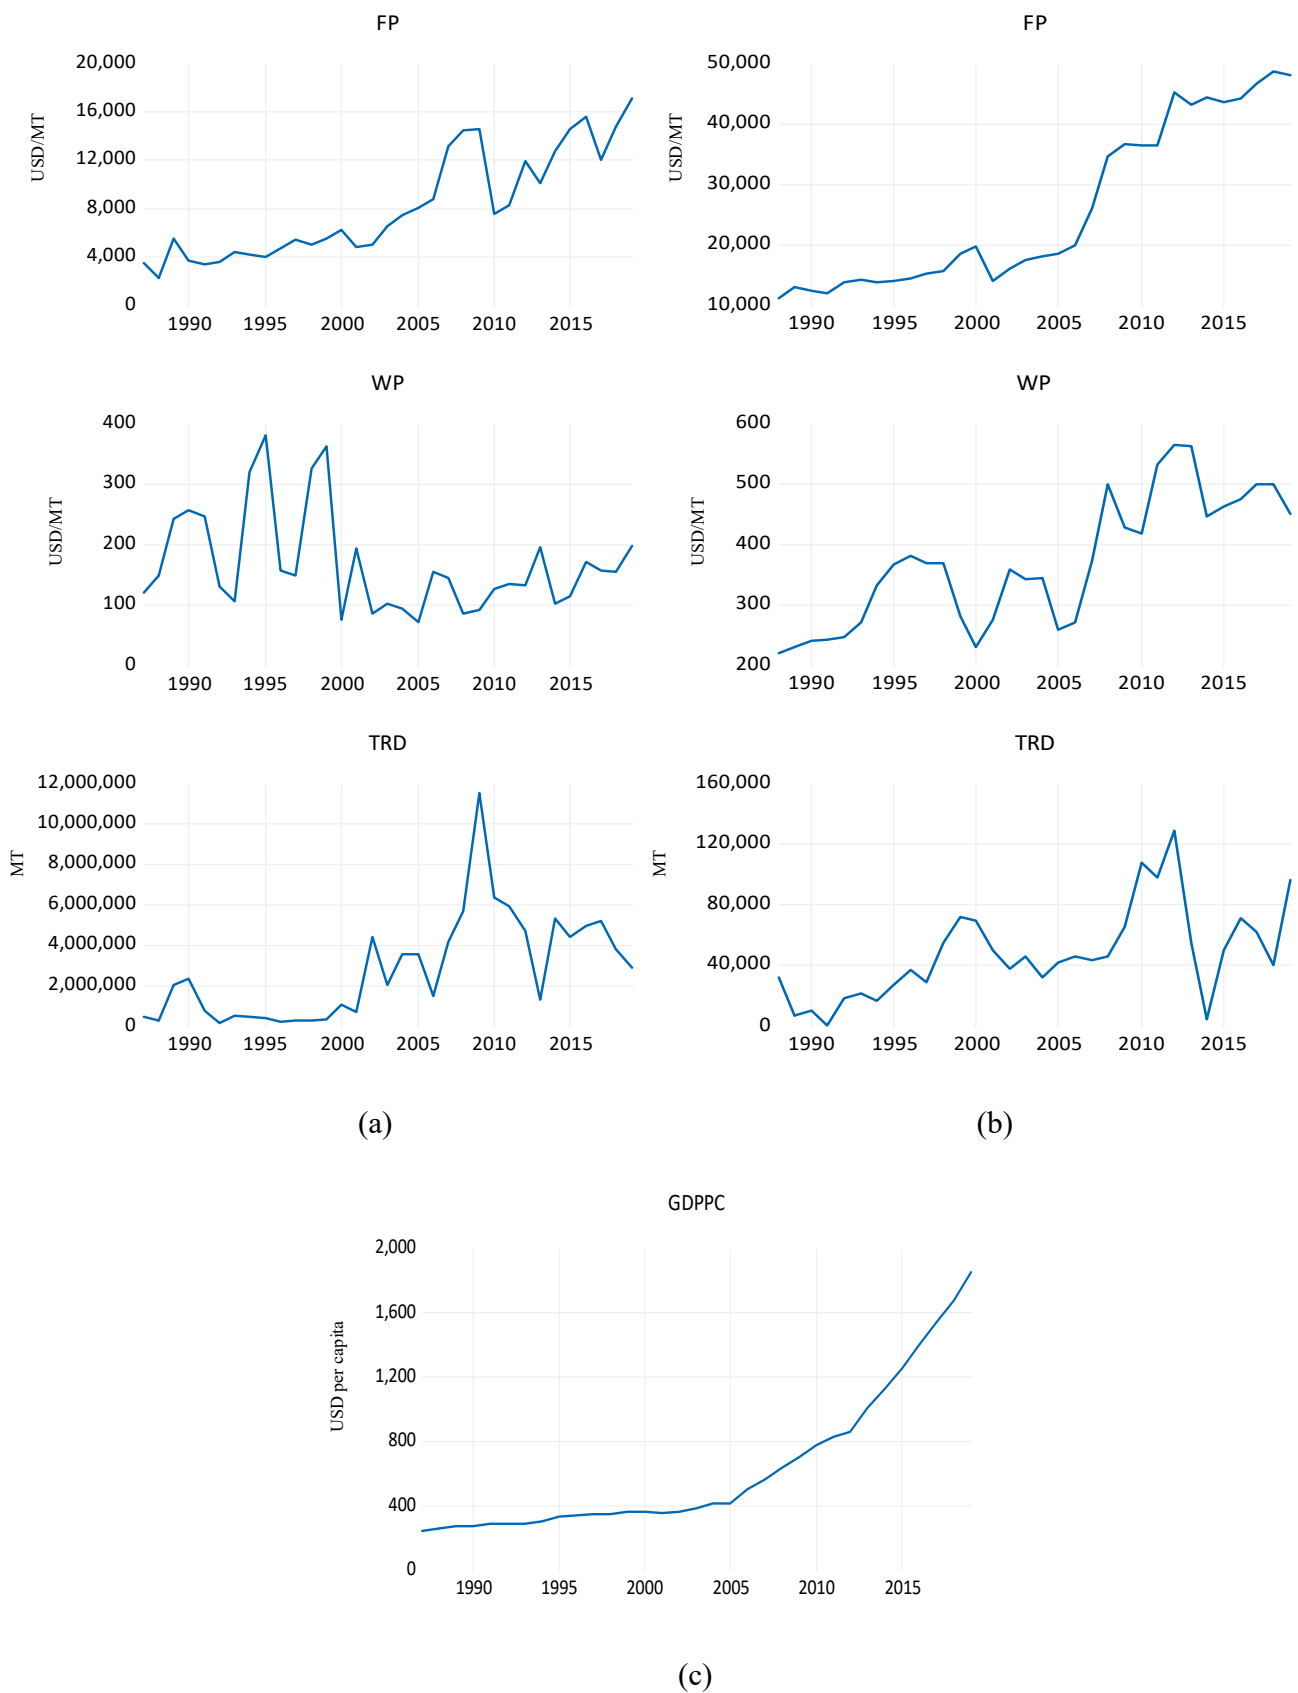 FP
20,000
16,000
12,000
8,000
4,000
0
USD/MT
1990 1995 2000 2005 2010 2015
FP
50,000
40,000
30,000
20,000
10,000
USD/MT
1990 1995 2000 2005 2010 2015
WP
400
300
200
100
0
USD/MT
1990 1995 2000 2005 2010 2015
WP
600
500
400
300
200
USD/MT
1990 1995 2000 2005 2010 2015
TRD
12,000,000
10,000,000
8,000,000
6,000,000
4,000,000
2,000,000
0
MT
1990 1995 2000 2005 2010 2015
TRD
160,000
120,000
80,000
40,000
0
MT
1990 1995 2000 2005 2010 2015
(a)
(b)
GDPPC
2,000
1,600
1,200
800
400
0
USD per capita
1990 1995 2000 2005 2010 2015
(c)